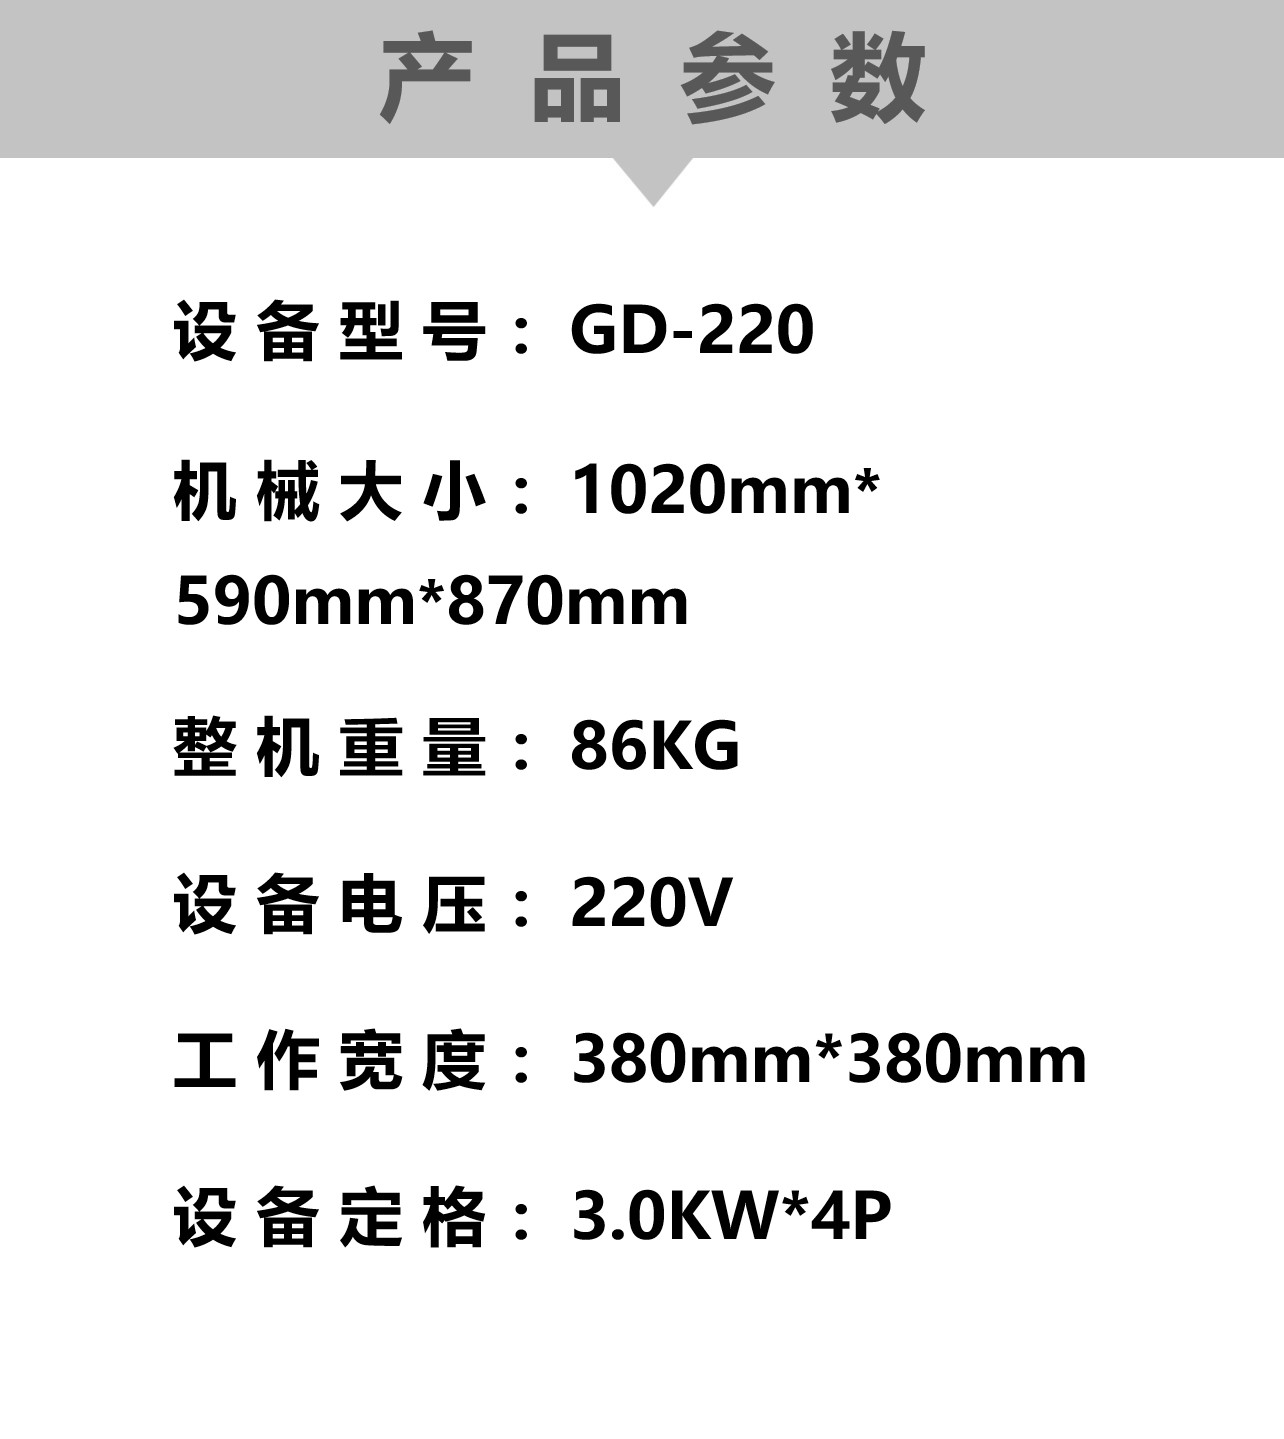 产品参数
设备型号：GD-220
机械大小：1020mm*
590mm*870mm
整机重量：86KG
设备电压：220V
工作宽度：380mm*380mm
设备定格：3.0KW*4P